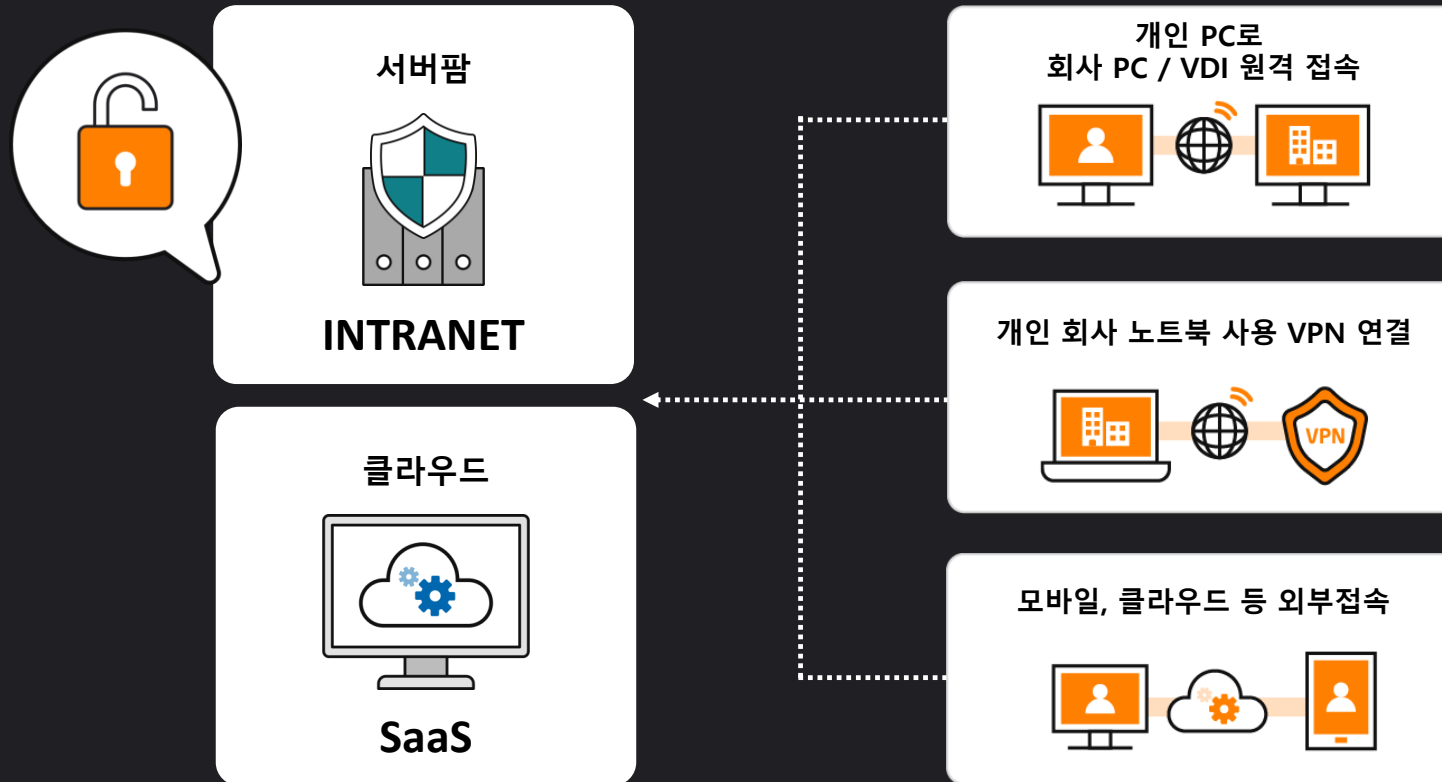 서버팜
INTRANET
클라우드
SaaS
개인 PC로
회사 PC / VDI 원격 접속
개인 회사 노트북 사용 VPN 연결
VPN
모바일, 클라우드 등 외부접속